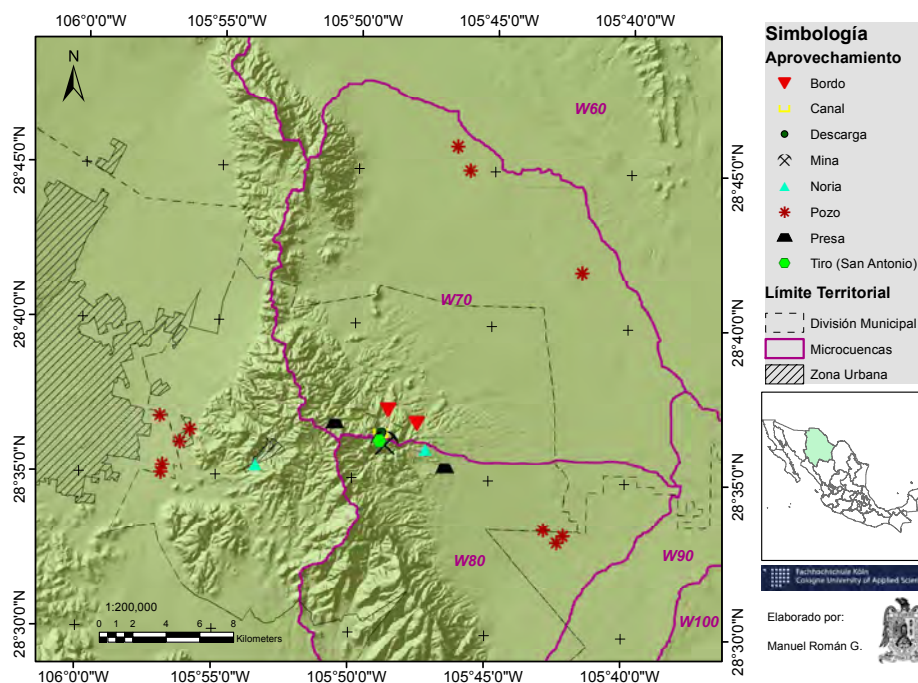 106°0'0"W 105°55'0"W 105°50'0"W 105°45'0"W 105°40'0"W
N
W60
28°45'0"N
28°45'0"N
W70
28°40'0"N
28°40'0"N
28°35'0"N
28°35'0"N
W80
W90
W100
28°30'0"N
28°30'0"N
1:200,000
0 1 2 4 6 8
Kilometers
106°0'0"W 105°55'0"W 105°50'0"W 105°45'0"W 105°40'0"W
Simbología
Aprovechamiento
Bordo
Canal
Descarga
Mina
Noria
Pozo
Presa
Tiro (San Antonio)
Límite Territorial
División Municipal
Microcuencas
Zona Urbana
Fachhochschule Köln
Cologne University of Applied Scien
Elaborado por:
Manuel Román G.